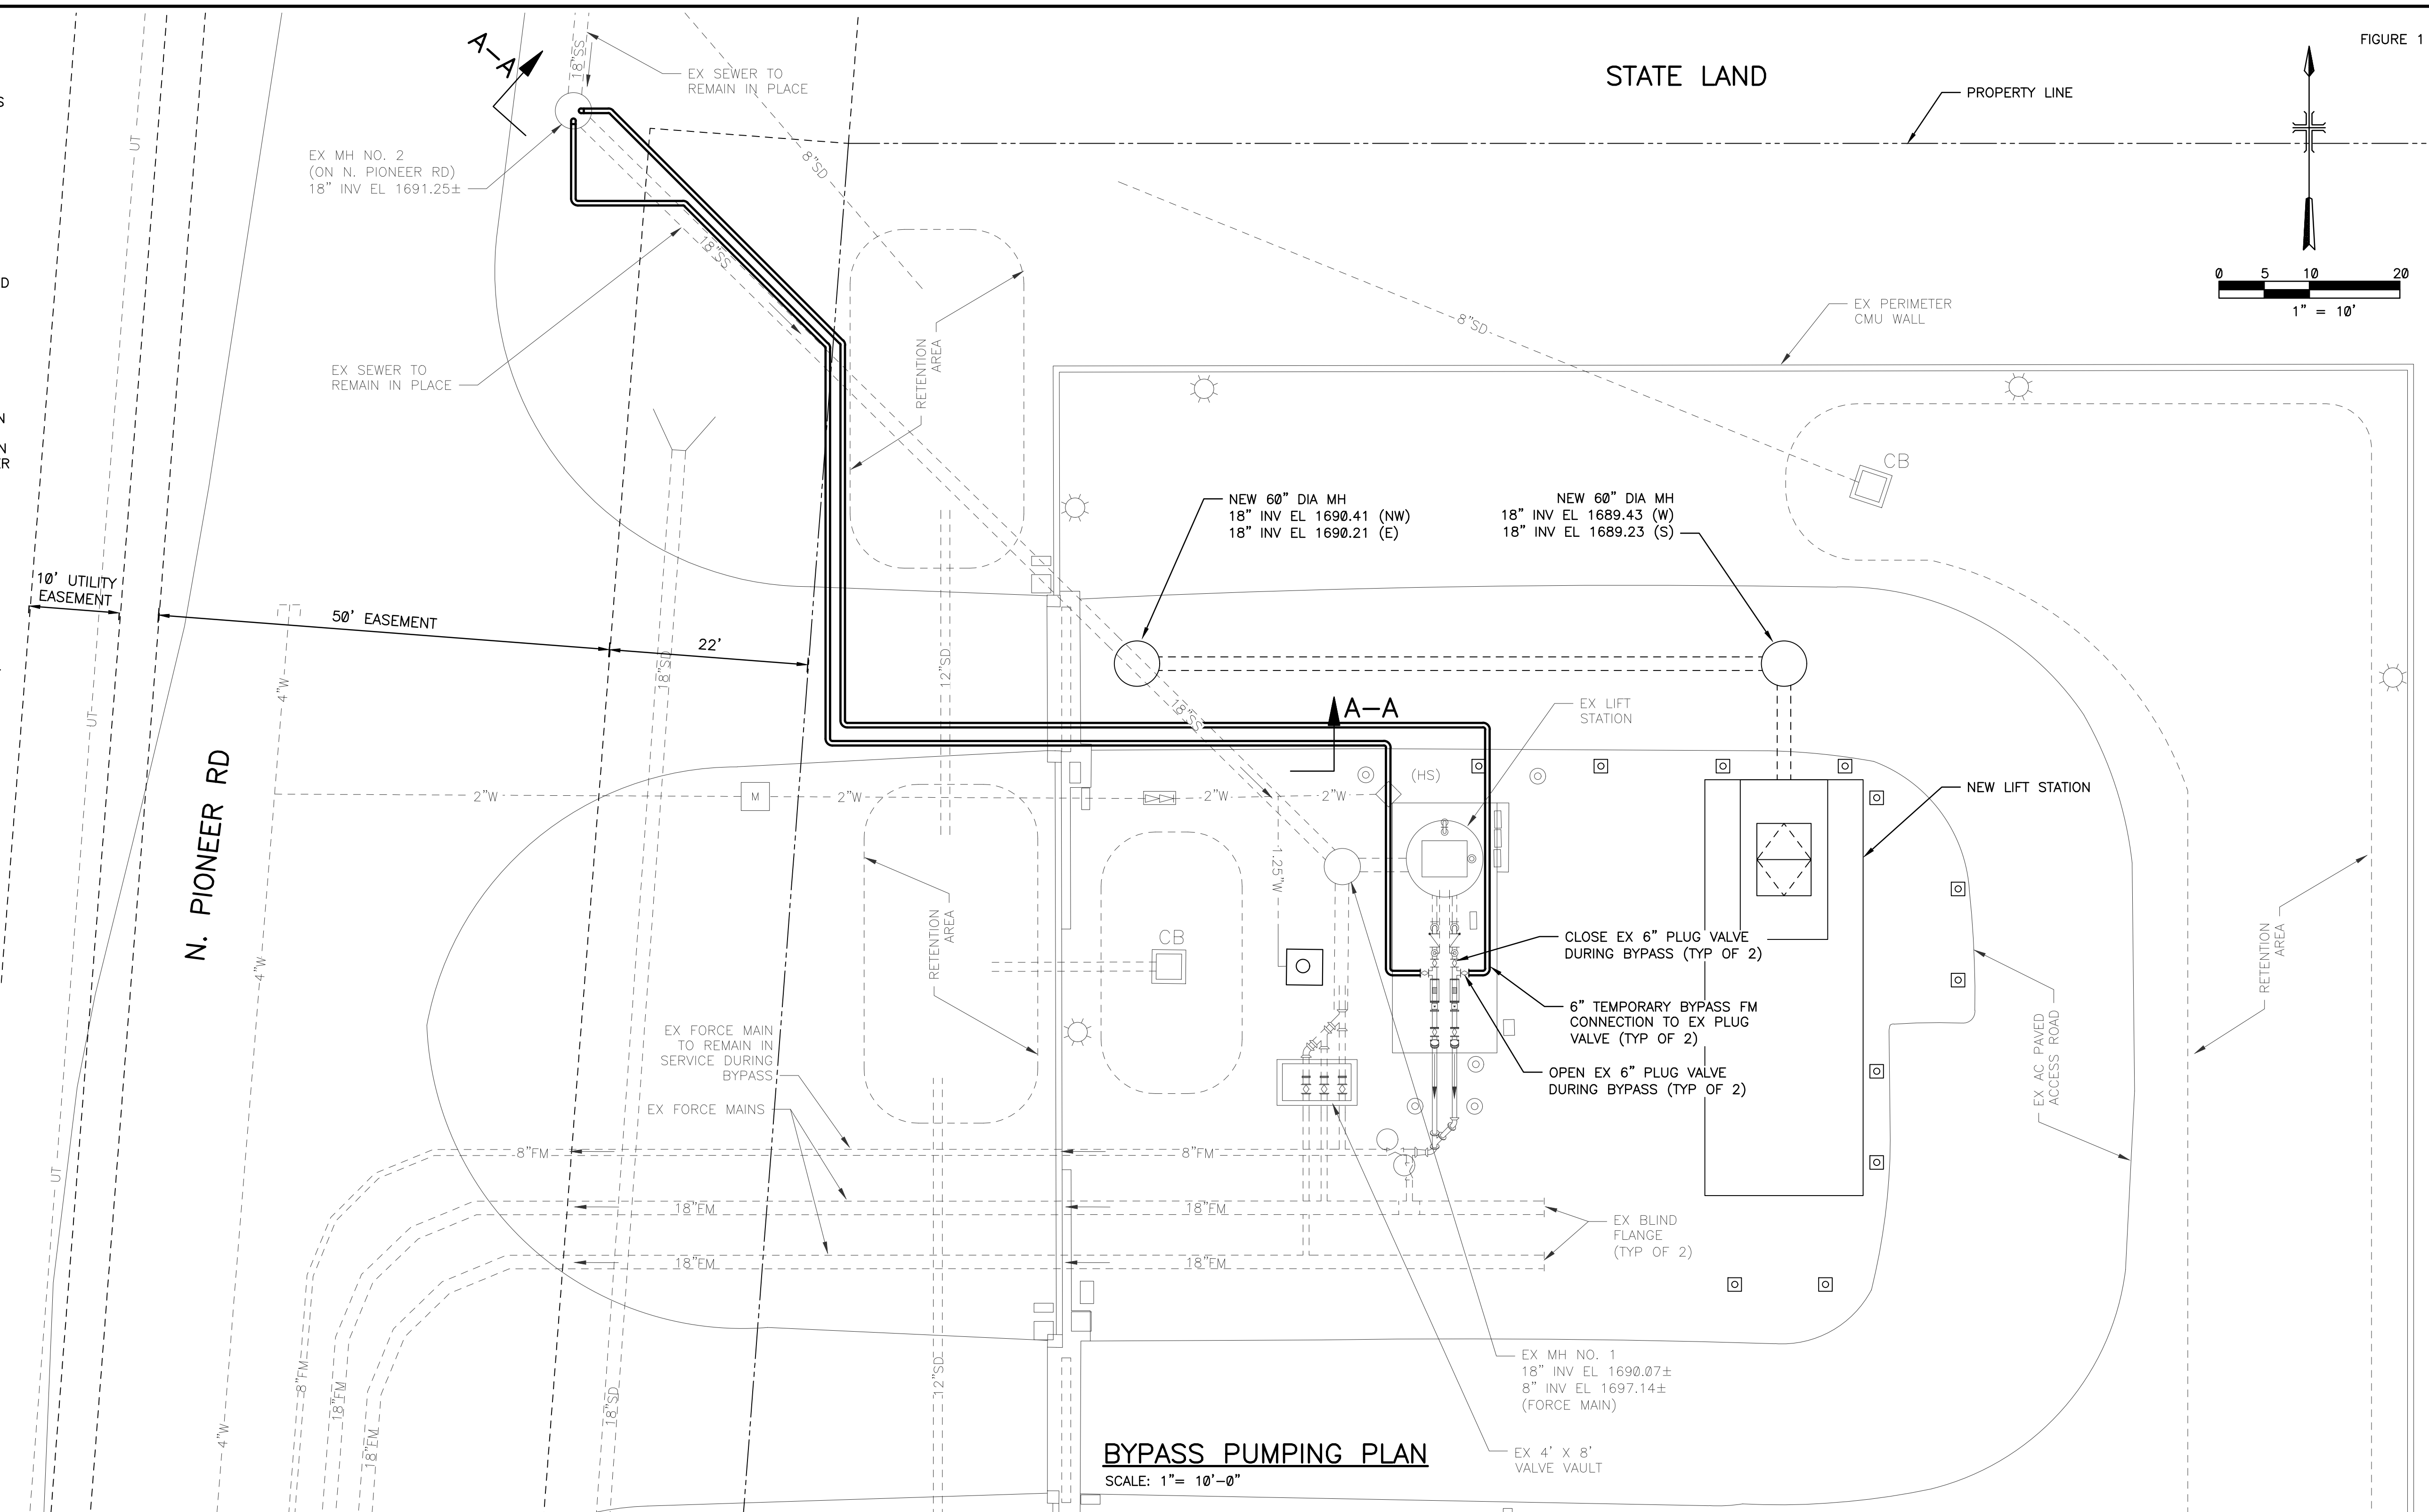 FIGURE 1
A-A
18"SS
EX SEWER TO
REMAIN IN PLACE
STATE LAND
PROPERTY LINE
S
UT
EX MH NO. 2
(ON N. PIONEER RD)
18" INV EL 1691.25±
8"SD
18"SS
D
0 5 10 20
1" = 10'
EX PERIMETER
CMU WALL
8"SD
EX SEWER TO
REMAIN IN PLACE
RETENTION
AREA
N
N
ER
CB
NEW 60" DIA MH
18" INV EL 1690.41 (NW)
18" INV EL 1690.21 (E)
NEW 60" DIA MH
18" INV EL 1689.43 (W)
18" INV EL 1689.23 (S)
10' UTILITY
EASEMENT
50' EASEMENT
22'
18"SD
12"SD
4"W
UT
18"SS
A-A
EX LIFT
STATION
N. PIONEER RD
2"W
M
2"W
2"W
2"W
(HS)
NEW LIFT STATION
1.25"W
RETENTION
AREA
CB
CLOSE EX 6" PLUG VALVE
DURING BYPASS (TYP OF 2)
6" TEMPORARY BYPASS FM
CONNECTION TO EX PLUG
VALVE (TYP OF 2)
OPEN EX 6" PLUG VALVE
DURING BYPASS (TYP OF 2)
RETENTION
AREA
EX AC PAVED
ACCESS ROAD
4"W
EX FORCE MAIN
TO REMAIN IN
SERVICE DURING
BYPASS
EX FORCE MAINS
8"FM
8"FM
UT
18"FM
18"FM
EX BLIND
FLANGE
(TYP OF 2)
18"FM
18"FM
8"FM
18"FM
18"FM
18"SD
12"SD
4"W
EX MH NO. 1
18" INV EL 1690.07±
8" INV EL 1697.14±
(FORCE MAIN)
EX 4' X 8'
VALVE VAULT
BYPASS PUMPING PLAN
SCALE: 1"= 10'-0"